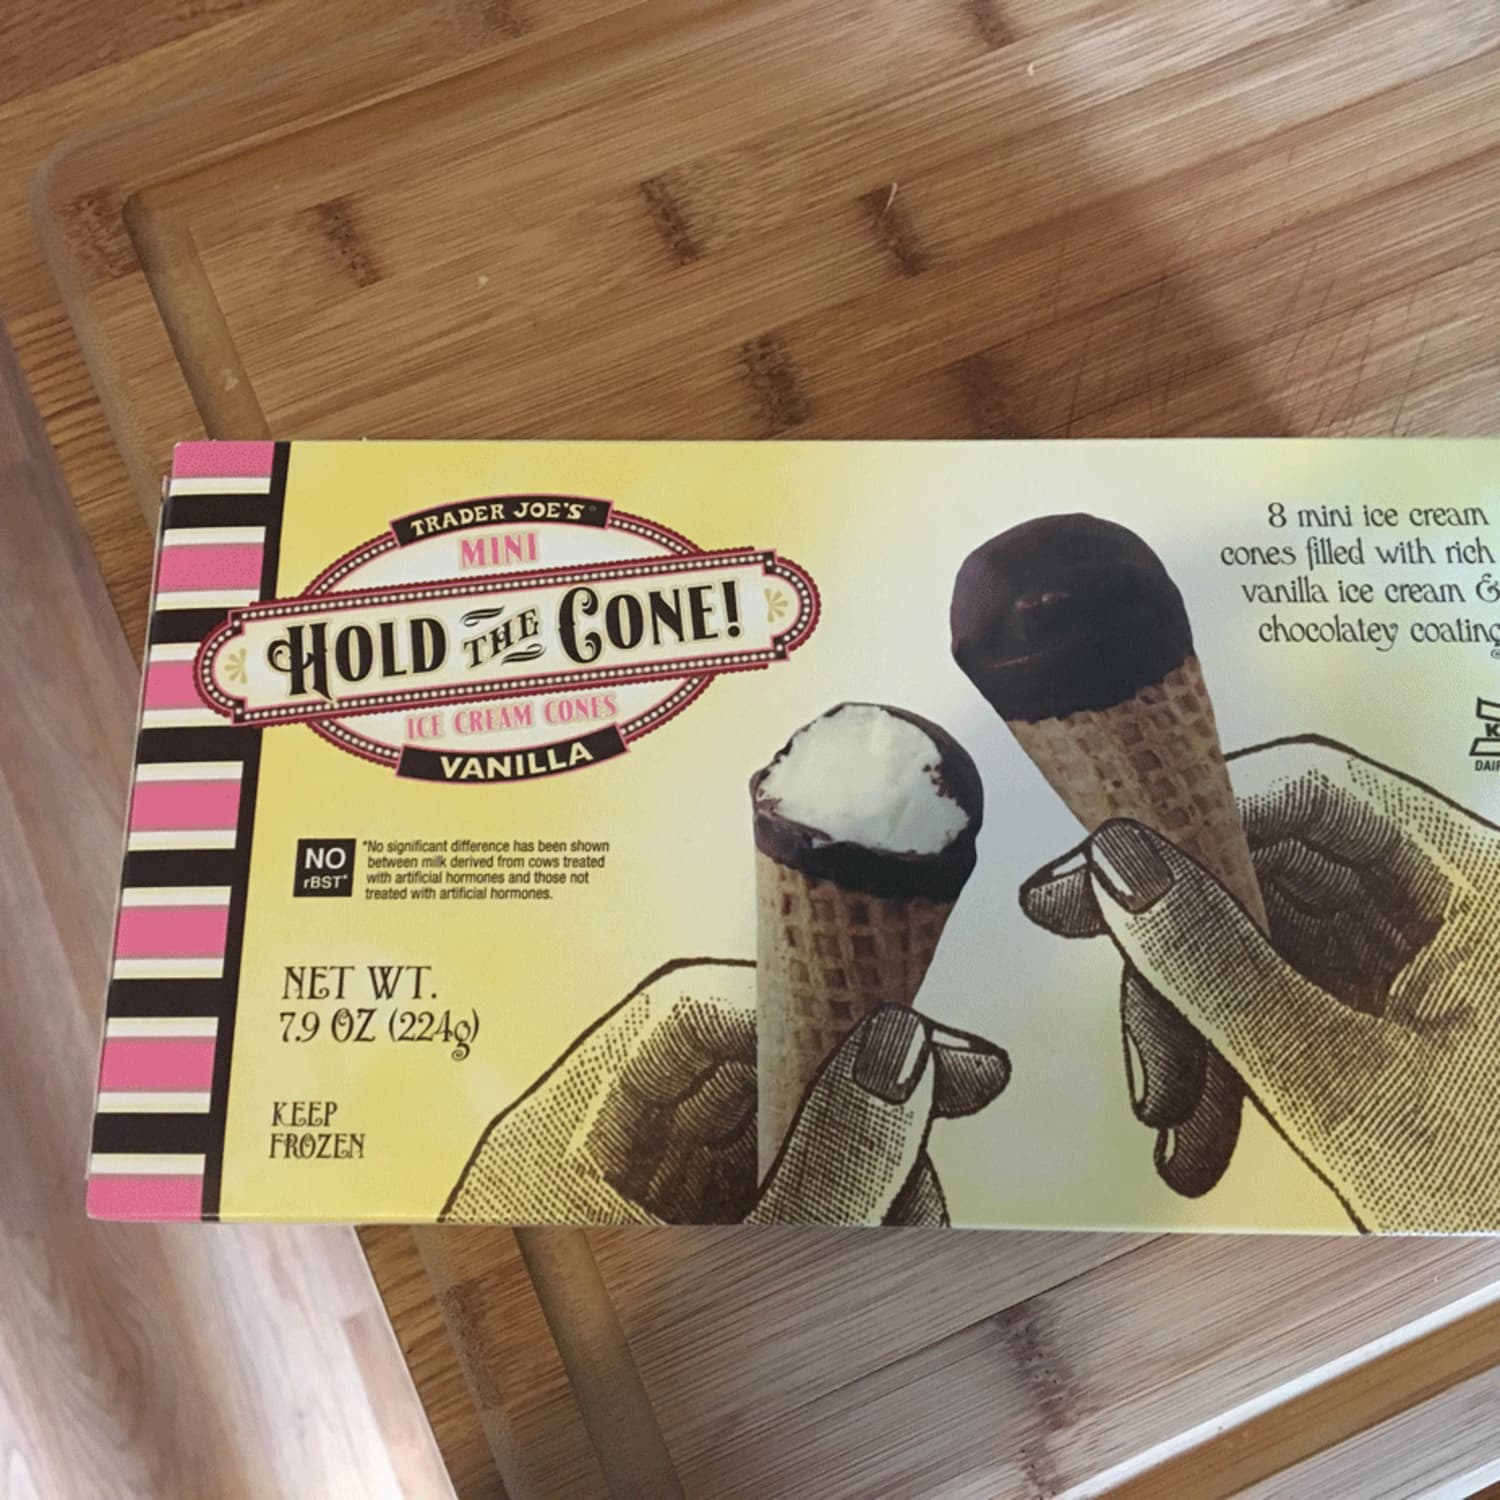 TRADER JOE'S
MINI
HOLD THE CONE!
ICE CREAM CONES
VANILLA
NO
rBST*
*No significant difference has been shown
between milk derived from cows treated
with artificial hormones and those not
treated with artificial hormones.
NET WT.
7.9 OZ (224g)
KEEP
FROZEN
8 mini ice cream
cones filled with rich
vanilla ice cream &
chocolatey coating
K